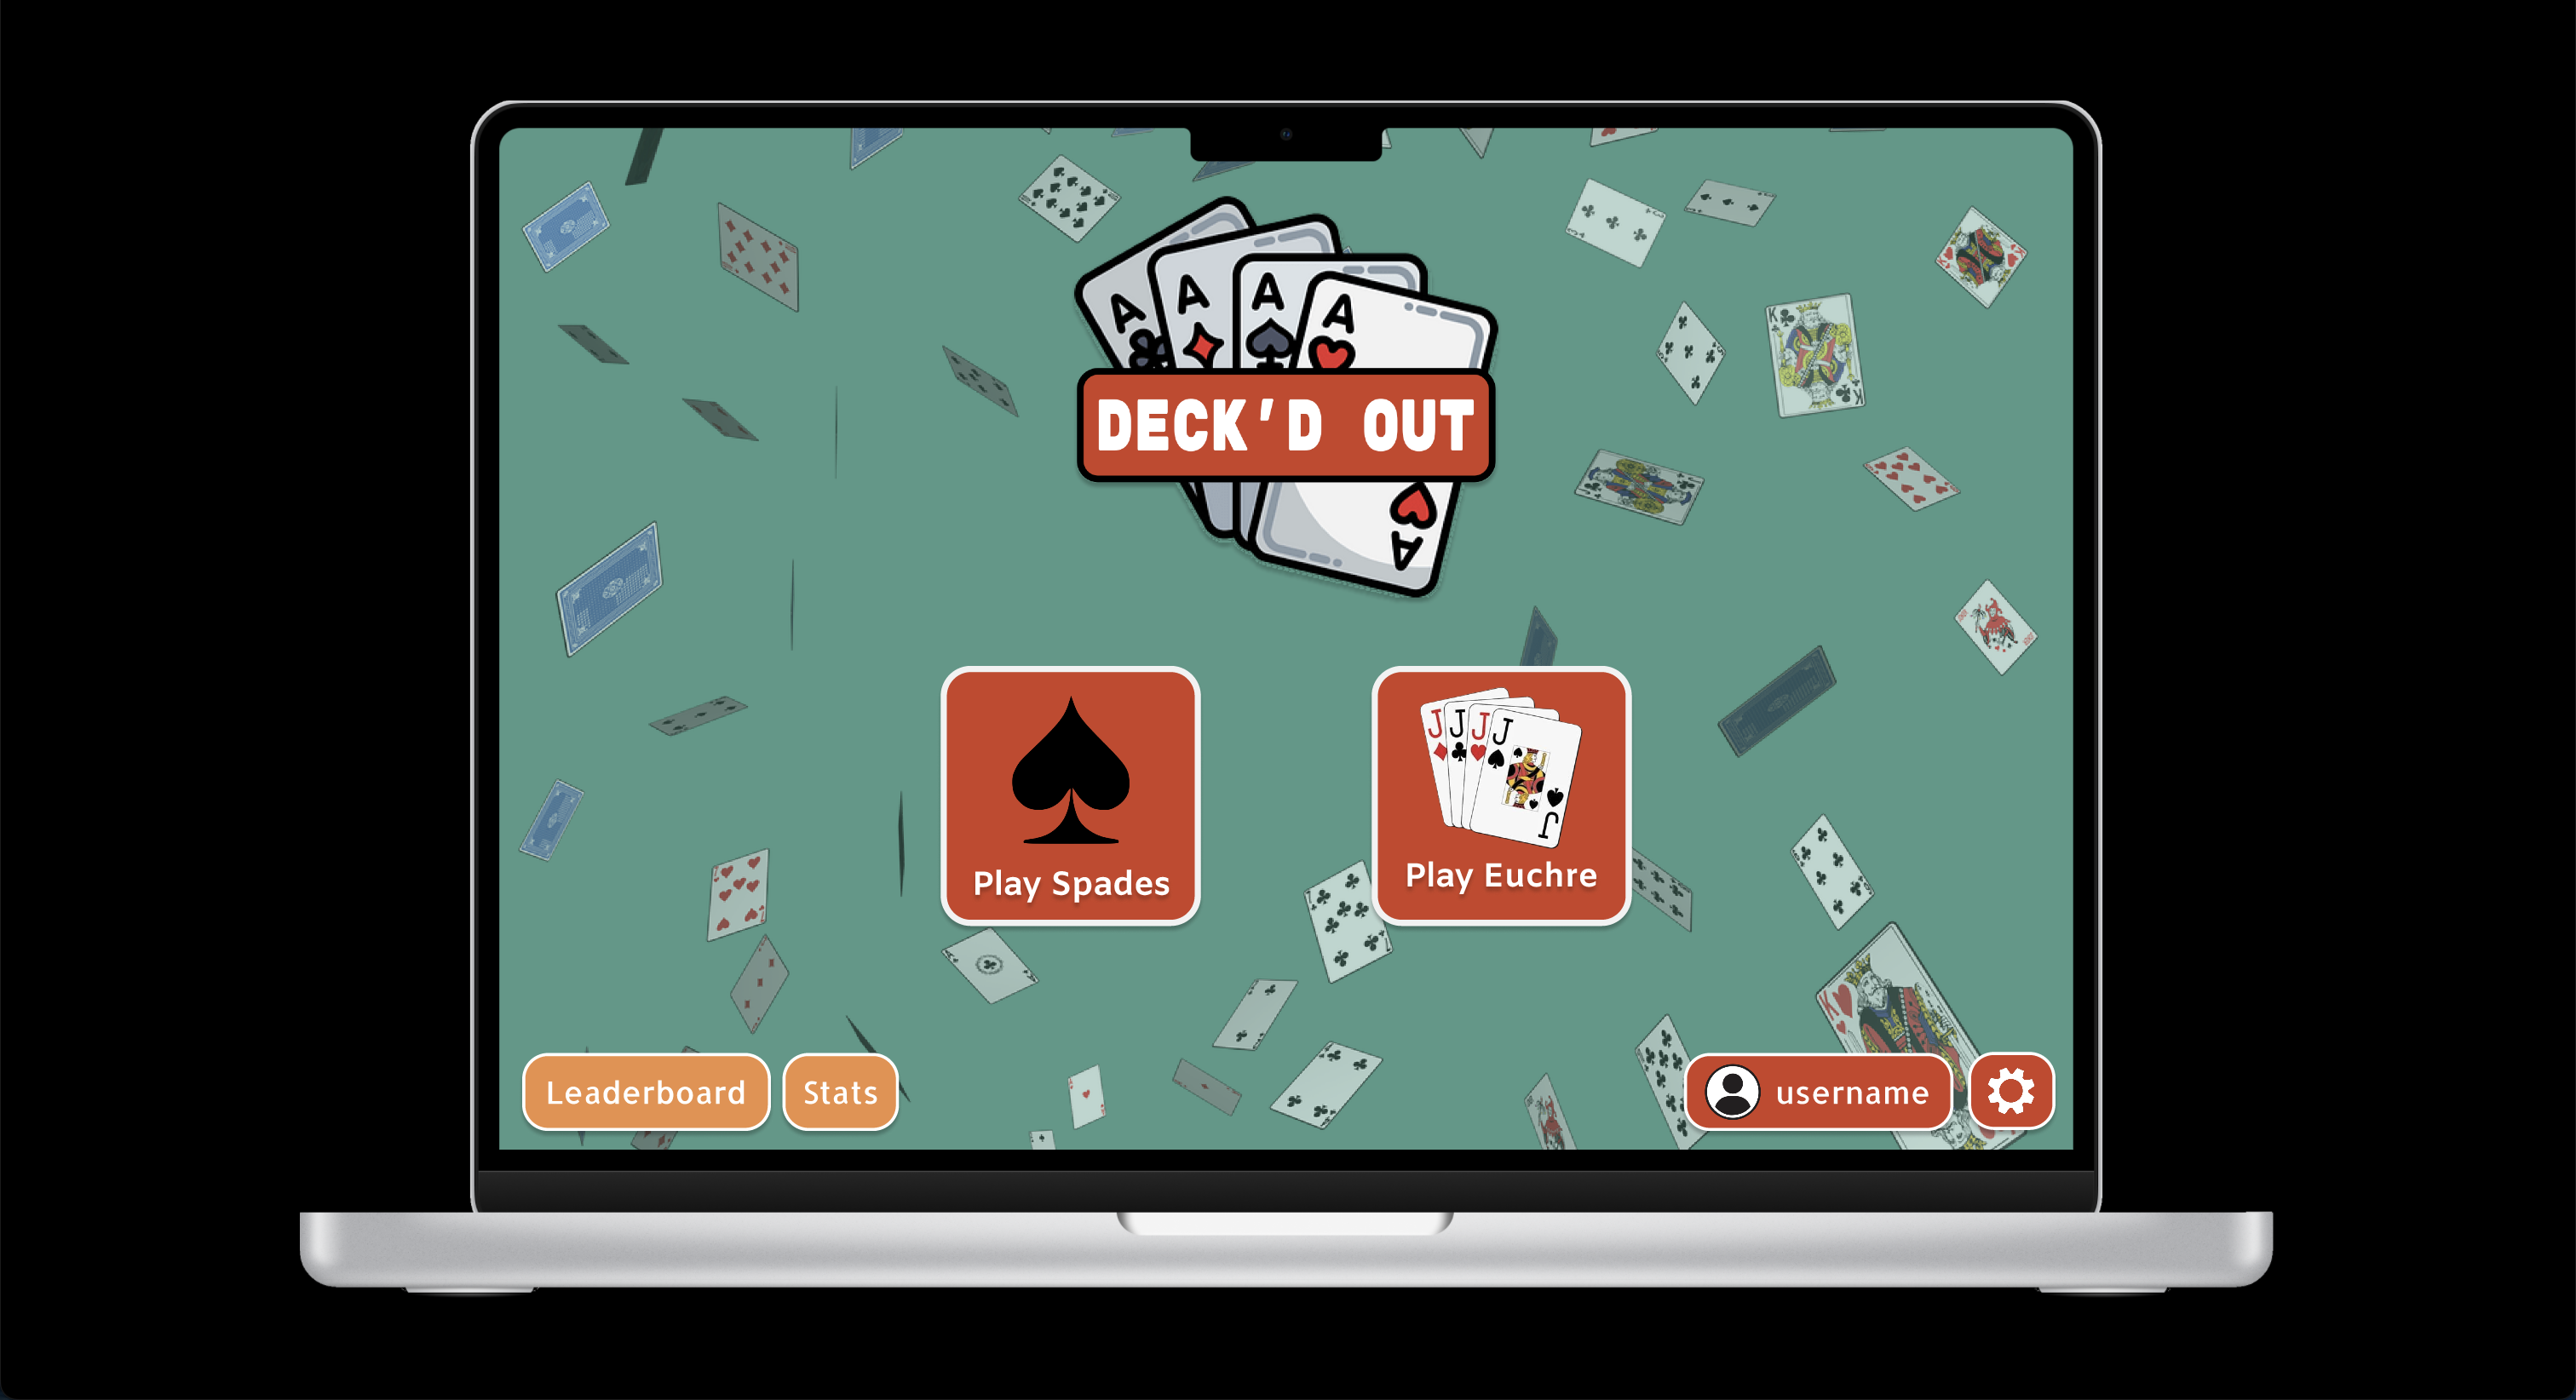 A A A A
DECK'D OUT
A
J J J J
J
Play Spades
Play Euchre
Leaderboard
Stats
username
K
K
K